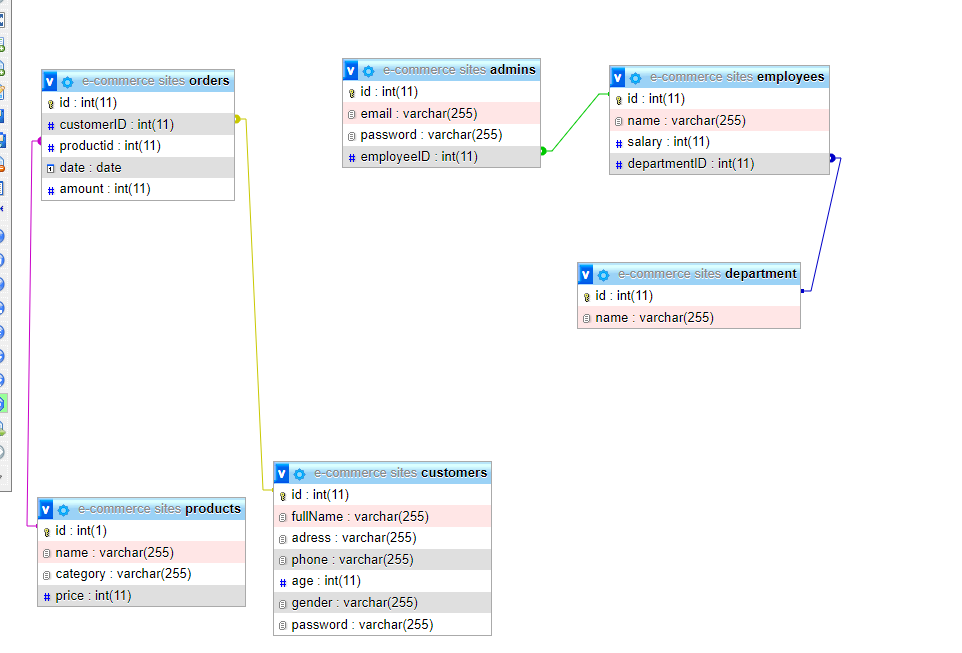 v e-commerce sites orders
id : int(11)
# customerID : int(11)
# productid : int(11)
date : date
# amount : int(11)
v e-commerce sites admins
id : int(11)
email : varchar(255)
password : varchar(255)
# employeeID : int(11)
v e-commerce sites employees
id : int(11)
name : varchar(255)
# salary : int(11)
# departmentID : int(11)
v e-commerce sites department
id : int(11)
name : varchar(255)
v e-commerce sites products
id : int(1)
name : varchar(255)
category : varchar(255)
# price : int(11)
v e-commerce sites customers
id : int(11)
fullName : varchar(255)
adress : varchar(255)
phone : varchar(255)
# age : int(11)
gender : varchar(255)
password : varchar(255)